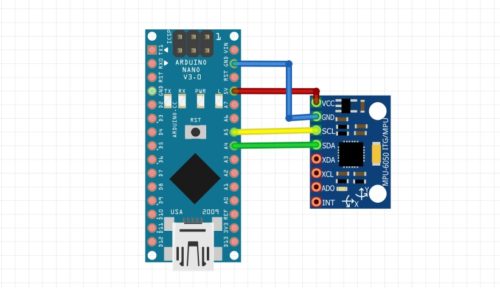 ICSP
1
TX1
RX0
RST
GND
D2
D3
D4
D5
D6
D7
D8
D9
D10
D11
D12
ARDUINO
NANO
V3.0
TX RX PWR L
ARDUINO.CC
RST
USA 2009
VIN
GND
RST
5V
A7
A6
A5
A4
A3
A2
A1
A0
REF
3V3
D13
VCC
GND
SCL
SDA
XDA
XCL
ADO
INT
MPU-6050 ITG/MPU
Y
X